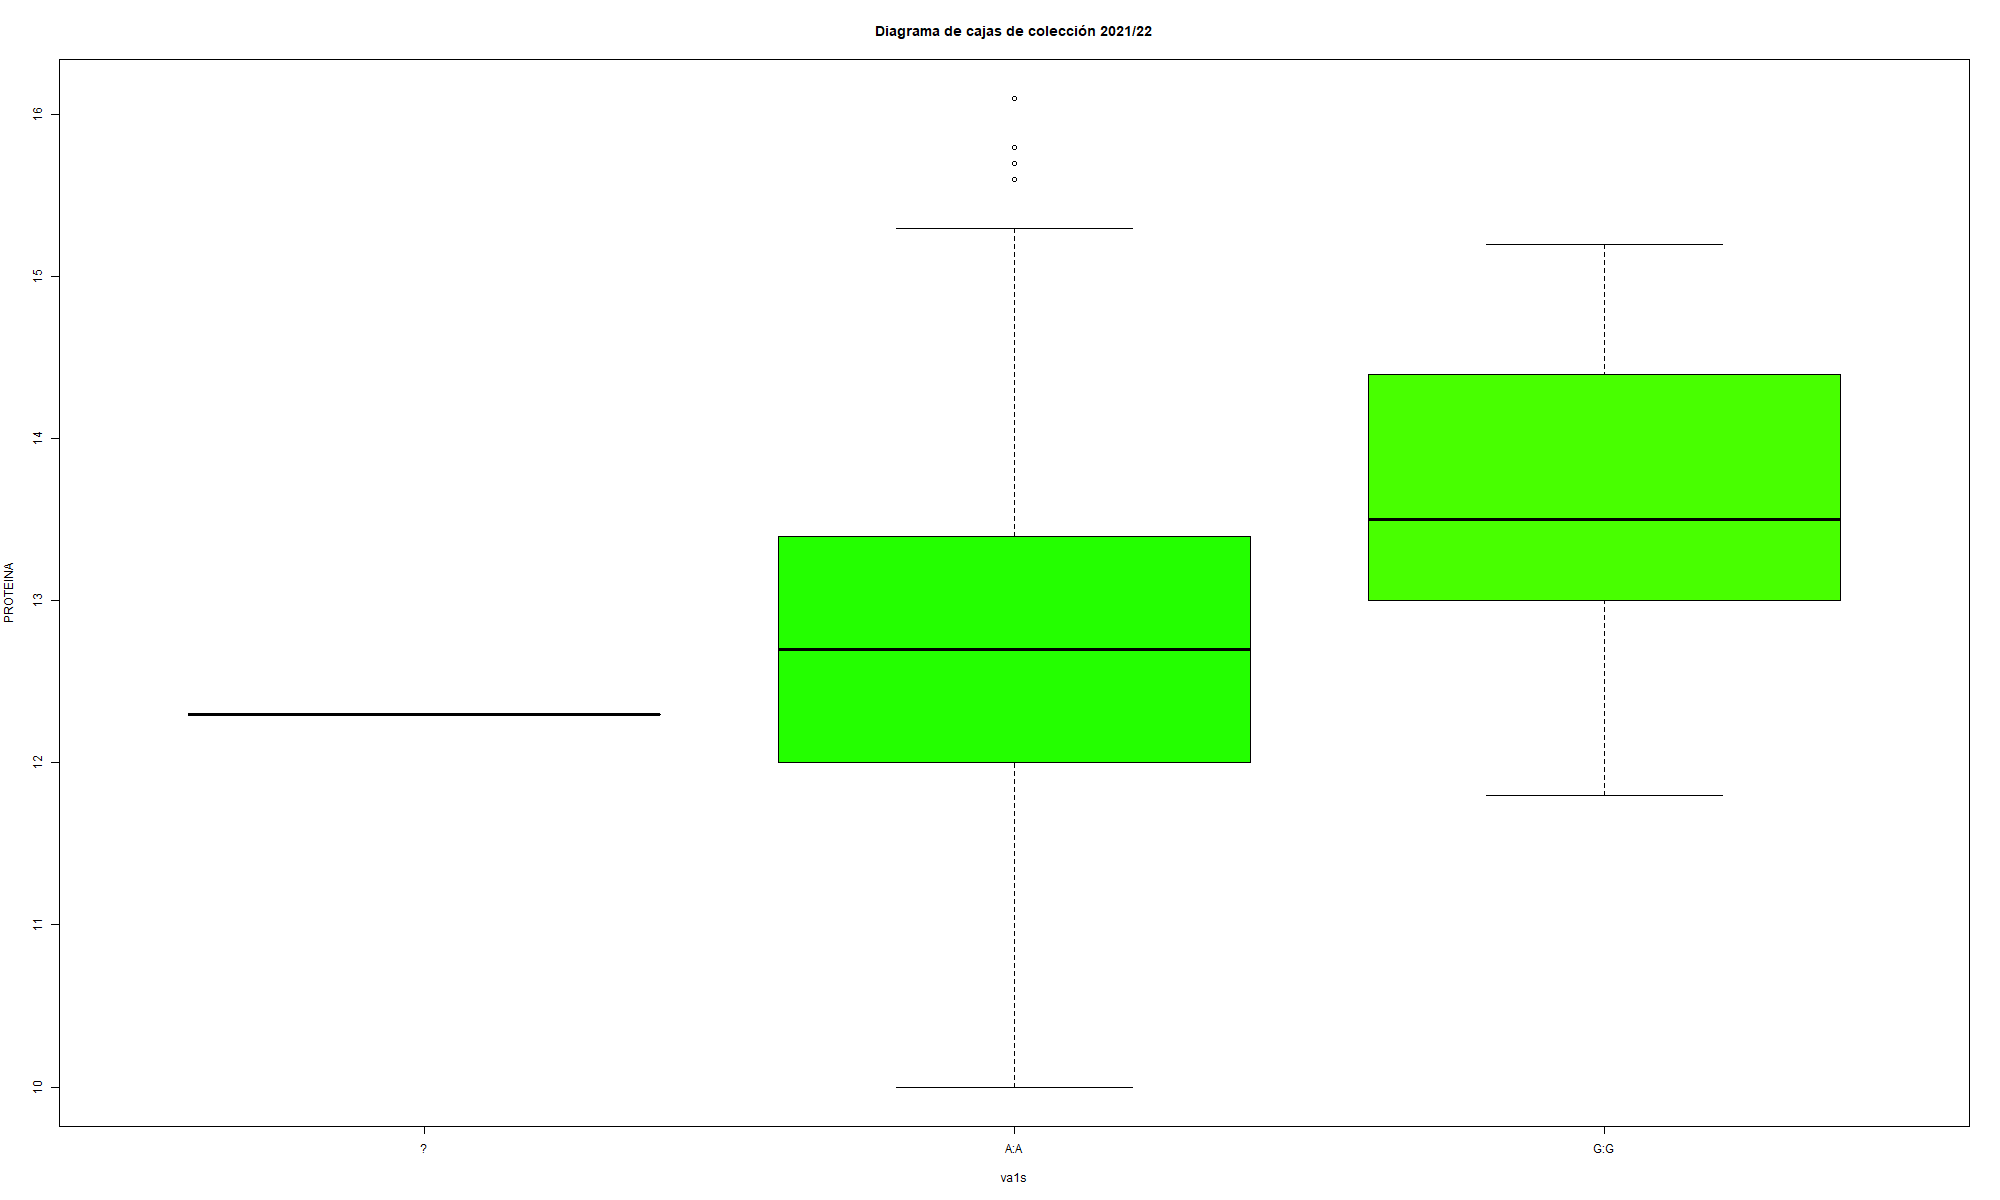 Diagrama de cajas de colección 2021/22
16
15
14
13
12
11
10
PROTEINA
? A:A G:G
va1s